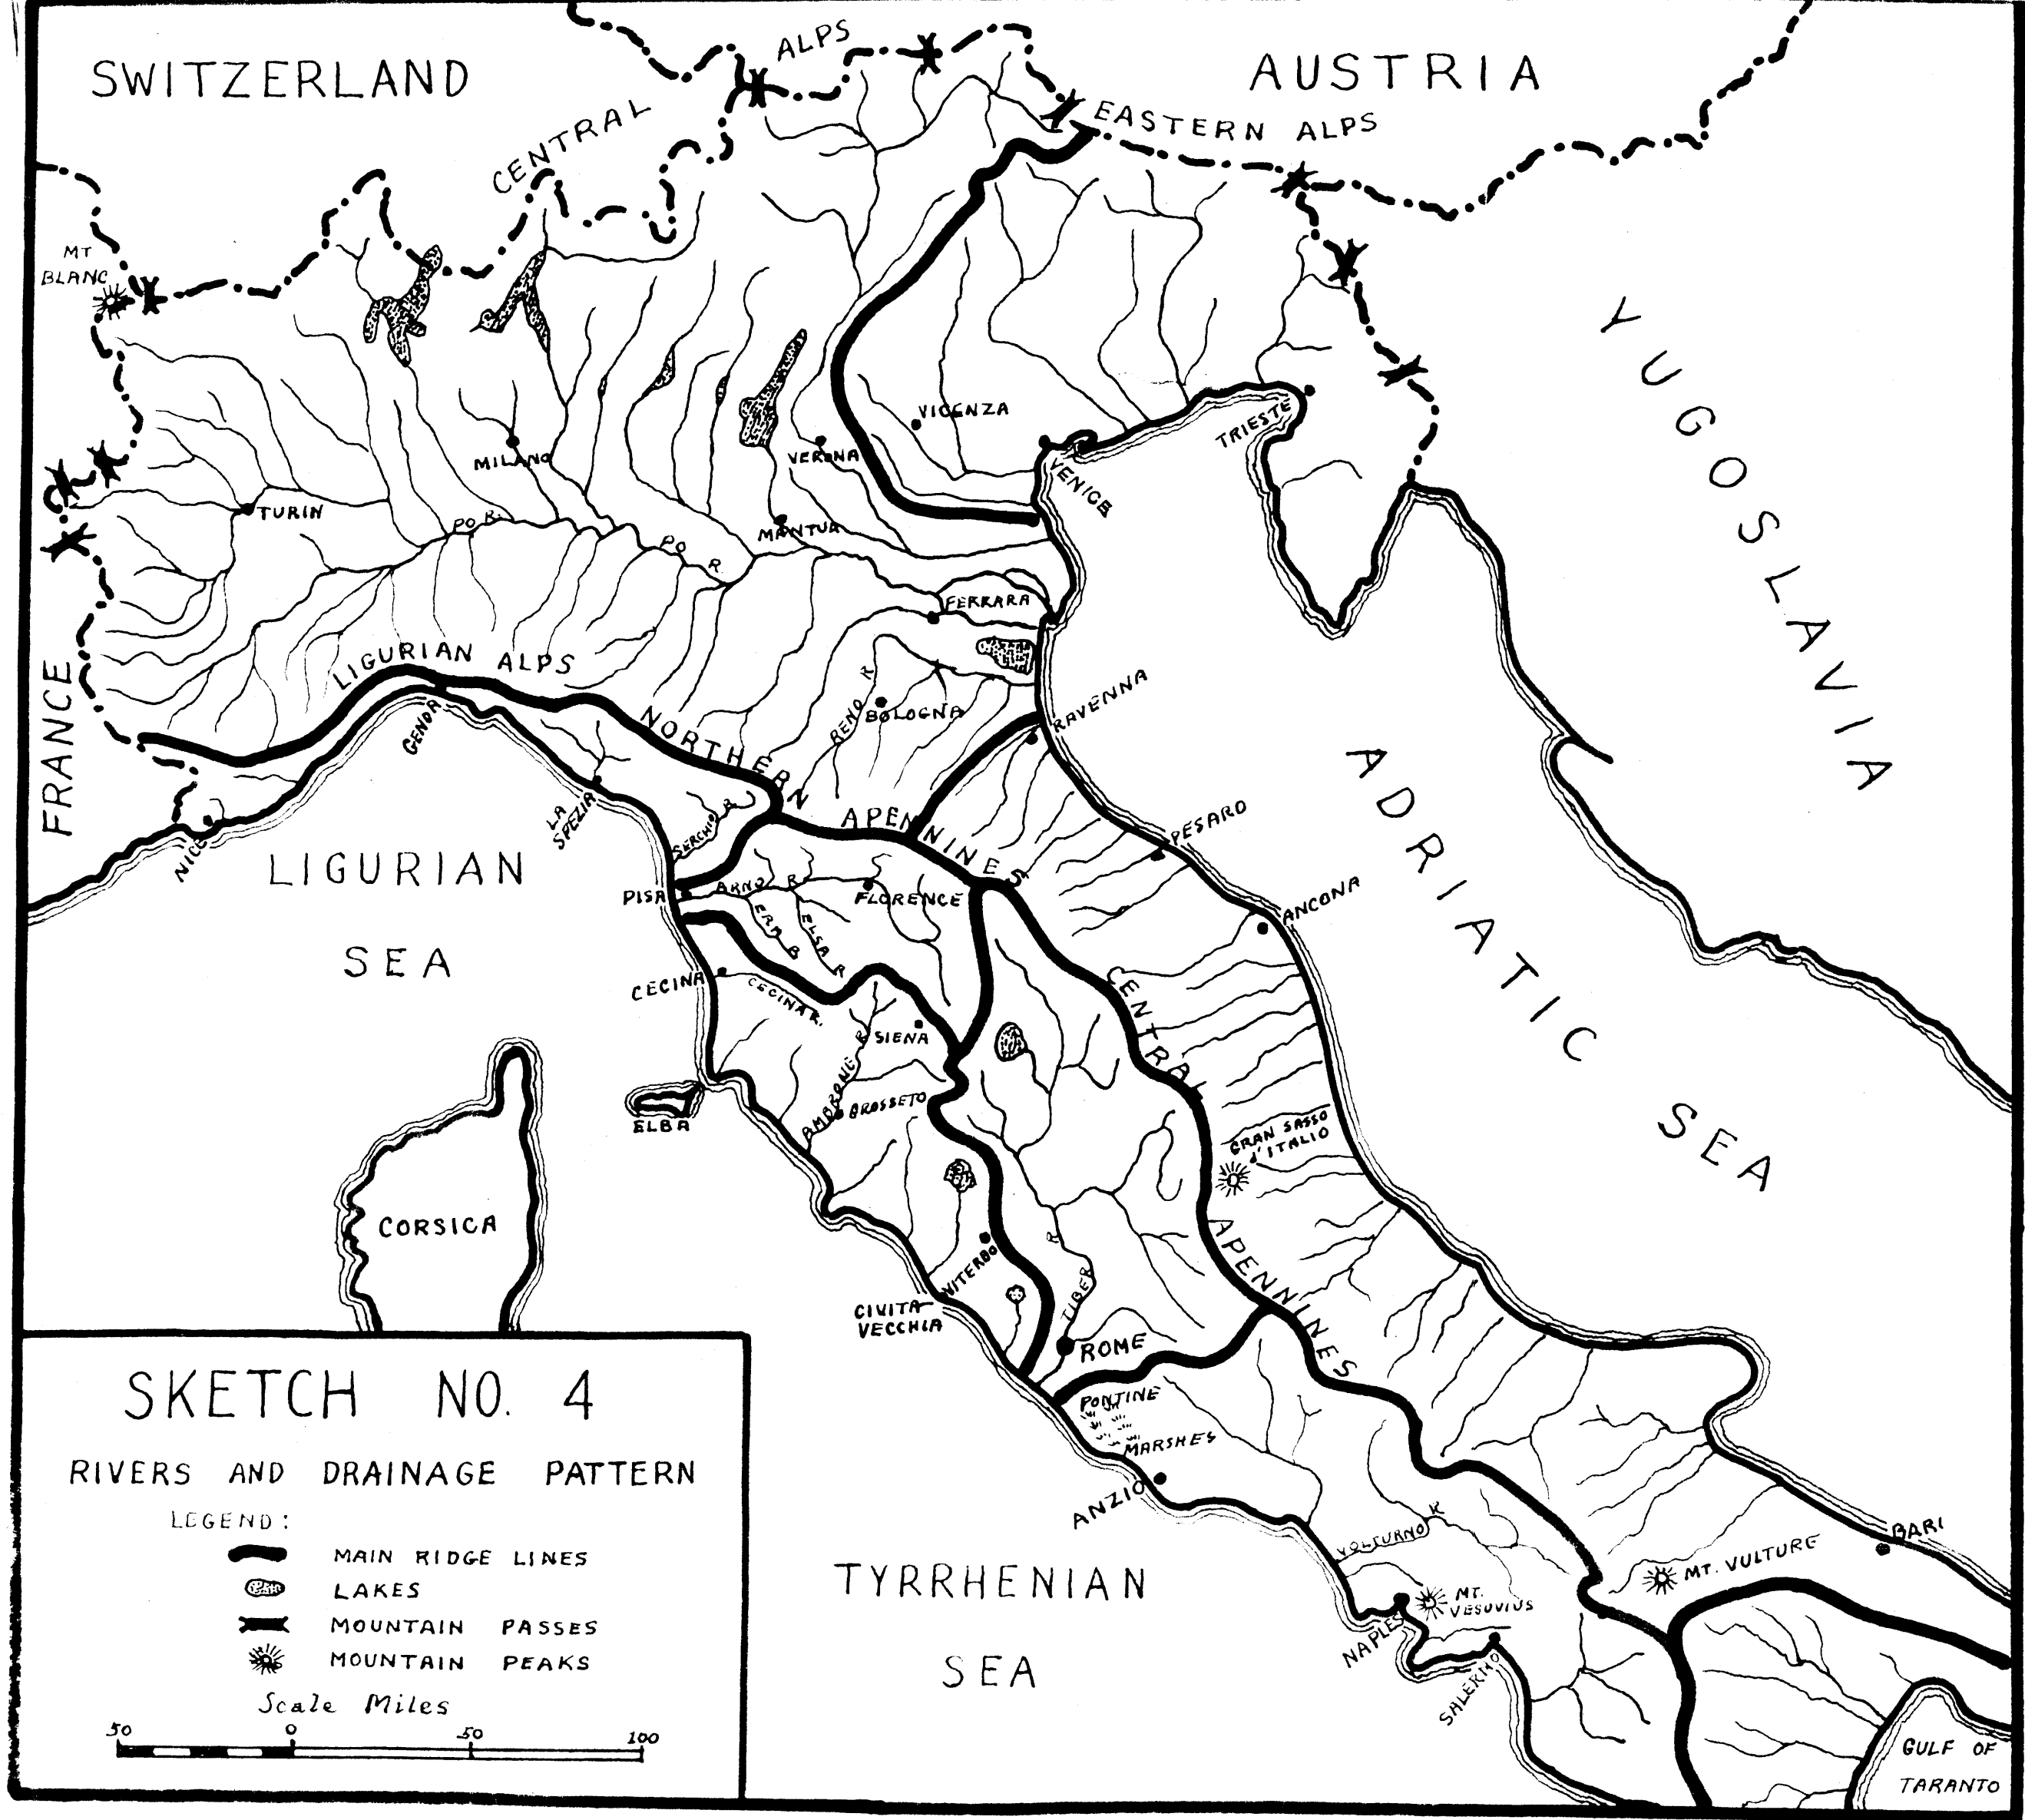 SWITZERLAND
CENTRAL ALPS
AUSTRIA
EASTERN ALPS
MT
BLANC
YUGOSLAVIA
VICENZA
MILANO
VERONA
TRIESTE
VENICE
TURIN
PO R.
MANTUA
PO R.
FERRARA
FRANCE
LIGURIAN ALPS
RENO R
BOLOGNA
RAVENNA
GENOA
NORTHERN APENNINES
ADRIATIC SEA
LA
SPEZIA
SERCHIO R.
NICE
PESARO
LIGURIAN
SEA
PISA
ARNO R.
FLORENCE
ERM R
ELSA R
ANCONA
CECINA
CECINA R.
CENTRAL APENNINES
SIENA
OMBRONE R
GROSSETO
ELBA
GRAN SASSO
d'ITALIO
CORSICA
VITERBO
TIBER R
CIVITA
VECCHIA
ROME
PONTINE
MARSHES
ANZIO
VOLTURNO R
BARI
MT. VULTURE
MT.
VESUVIUS
NAPLES
SALERNO
TYRRHENIAN
SEA
GULF OF
TARANTO
SKETCH NO. 4
RIVERS AND DRAINAGE PATTERN
LEGEND:
MAIN RIDGE LINES
LAKES
MOUNTAIN PASSES
MOUNTAIN PEAKS
Scale Miles
50 0 50 100